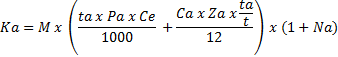 Ka = M x ( ta x Pa x Ce / 1000 + Ca x Za x ta/t / 12 ) x (1 + Na)